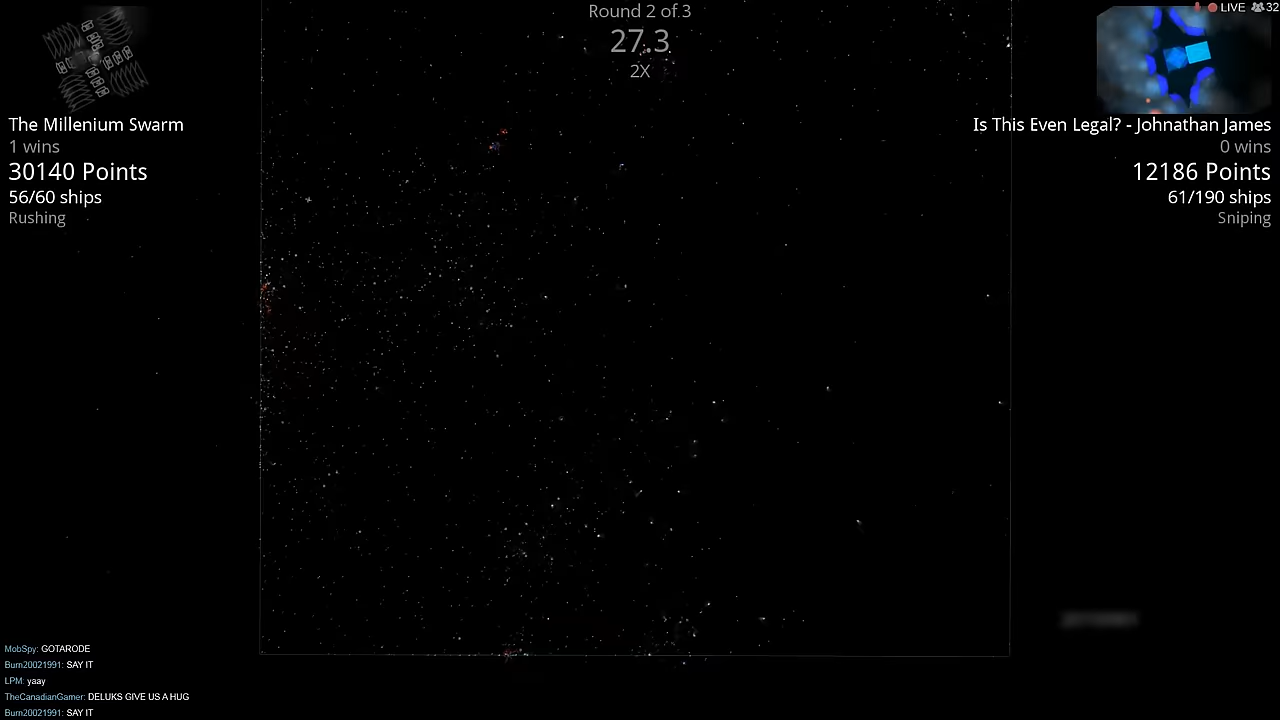 Round 2 of 3
27.3
2X
LIVE 32
The Millenium Swarm
1 wins
30140 Points
56/60 ships
Rushing
Is This Even Legal? - Johnathan James
0 wins
12186 Points
61/190 ships
Sniping
MobSpy: GOTARODE
Burn20021991: SAY IT
LPM: yaay
TheCanadianGamer: DELUKS GIVE US A HUG
Burn20021991: SAY IT